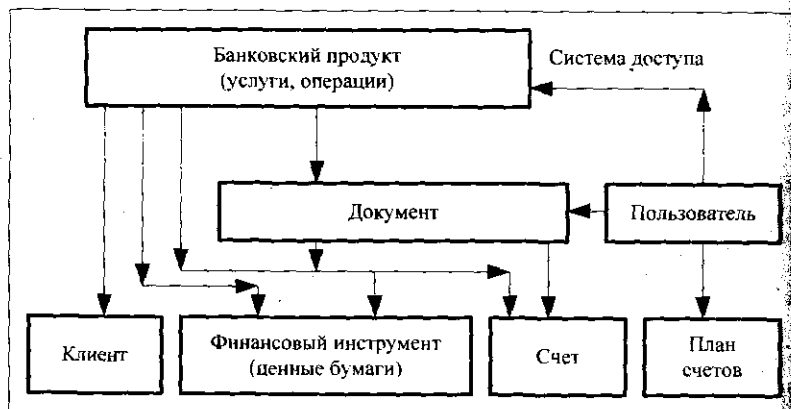 Банковский продукт
(услуги, операции)
Система доступа
Документ
Пользователь
Клиент
Финансовый инструмент
(ценные бумаги)
Счет
План
счетов